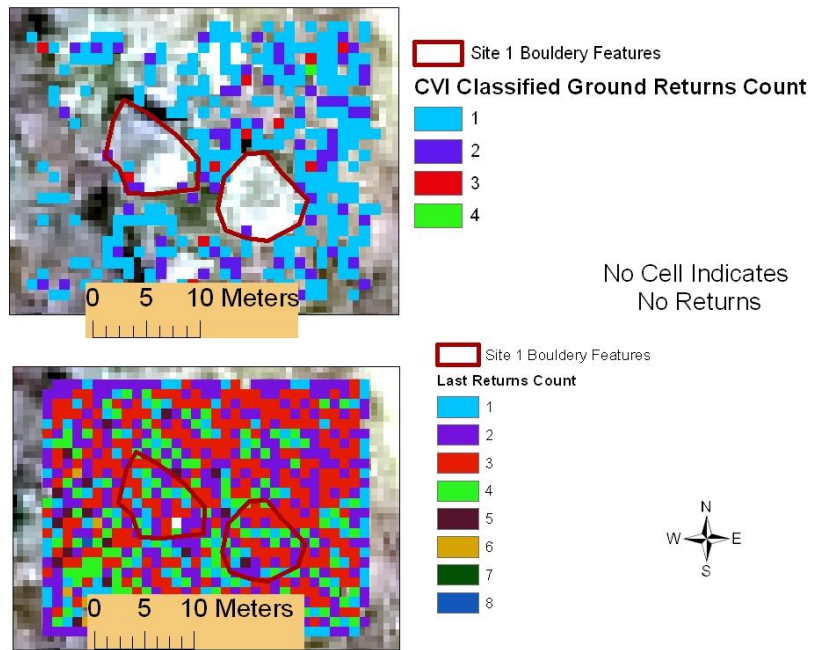 Site 1 Bouldery Features
CVI Classified Ground Returns Count
1
2
3
4
No Cell Indicates
No Returns
0 5 10 Meters
Site 1 Bouldery Features
Last Returns Count
1
2
3
4
5
6
7
8
N
W E
S
0 5 10 Meters